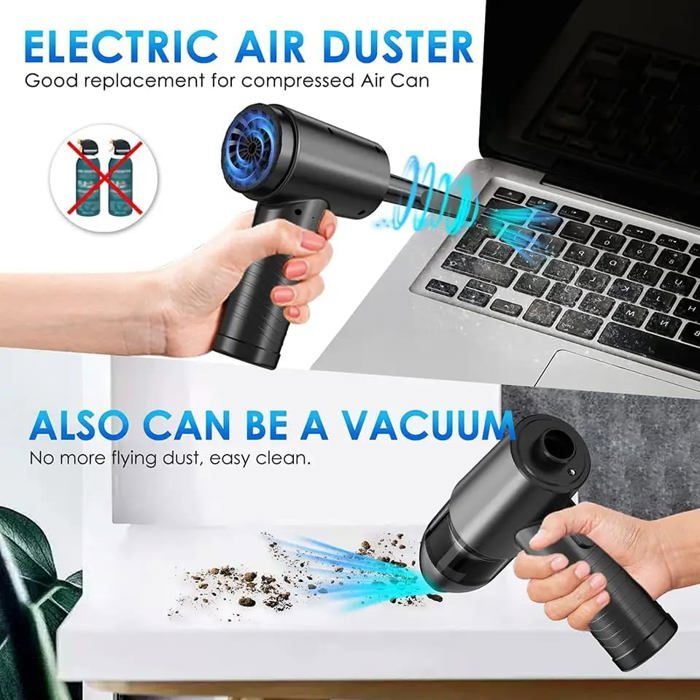 ELECTRIC AIR DUSTER
Good replacement for compressed Air Can
ALSO CAN BE A VACUUM
No more flying dust, easy clean.